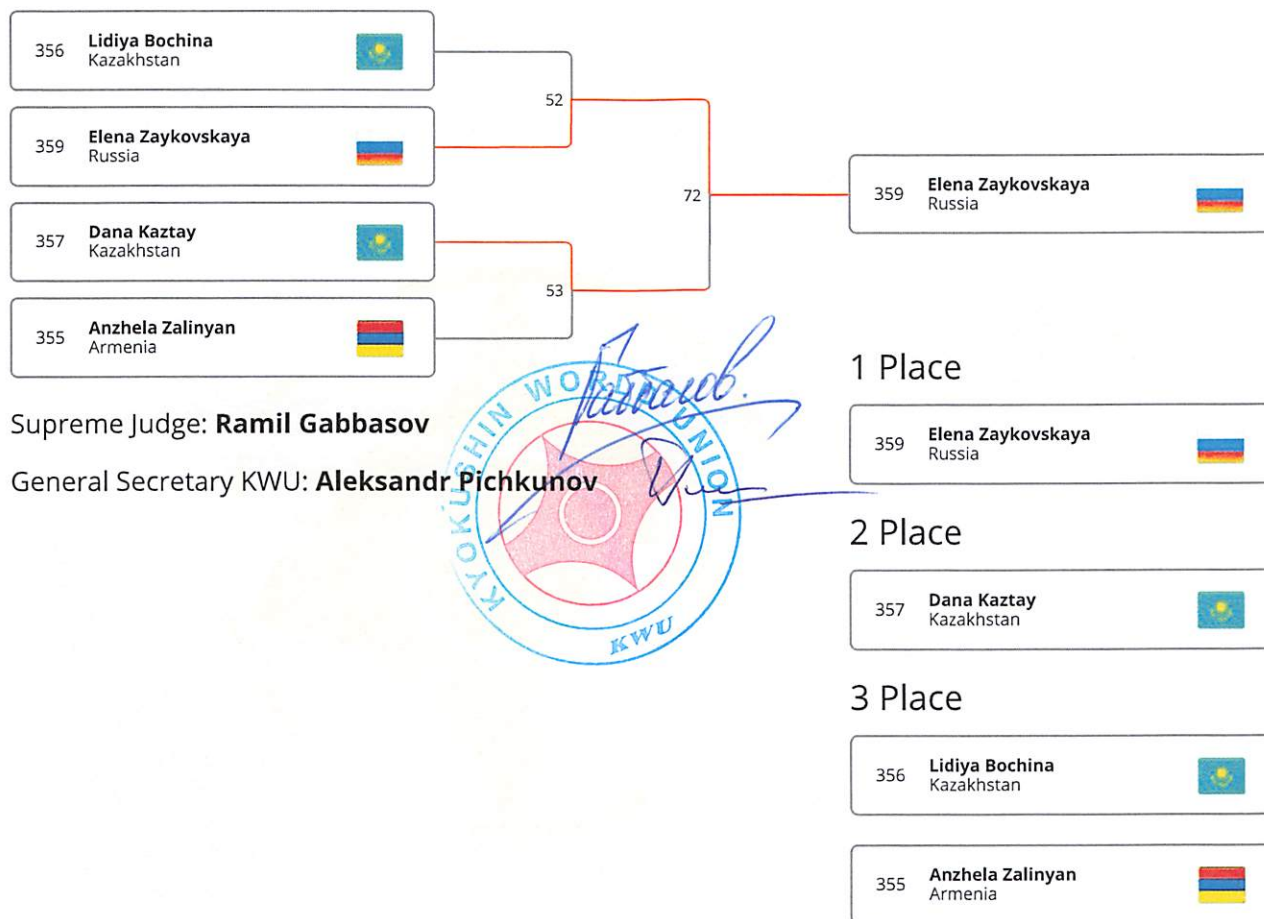 356 Lidiya Bochina
Kazakhstan
52
359 Elena Zaykovskaya
Russia
72
359 Elena Zaykovskaya
Russia
357 Dana Kaztay
Kazakhstan
53
355 Anzhela Zalinyan
Armenia
Supreme Judge: Ramil Gabbasov
General Secretary KWU: Aleksandr Pichkunov
KYOKUSHIN WORLD UNION
KWU
1 Place
359 Elena Zaykovskaya
Russia
2 Place
357 Dana Kaztay
Kazakhstan
3 Place
356 Lidiya Bochina
Kazakhstan
355 Anzhela Zalinyan
Armenia